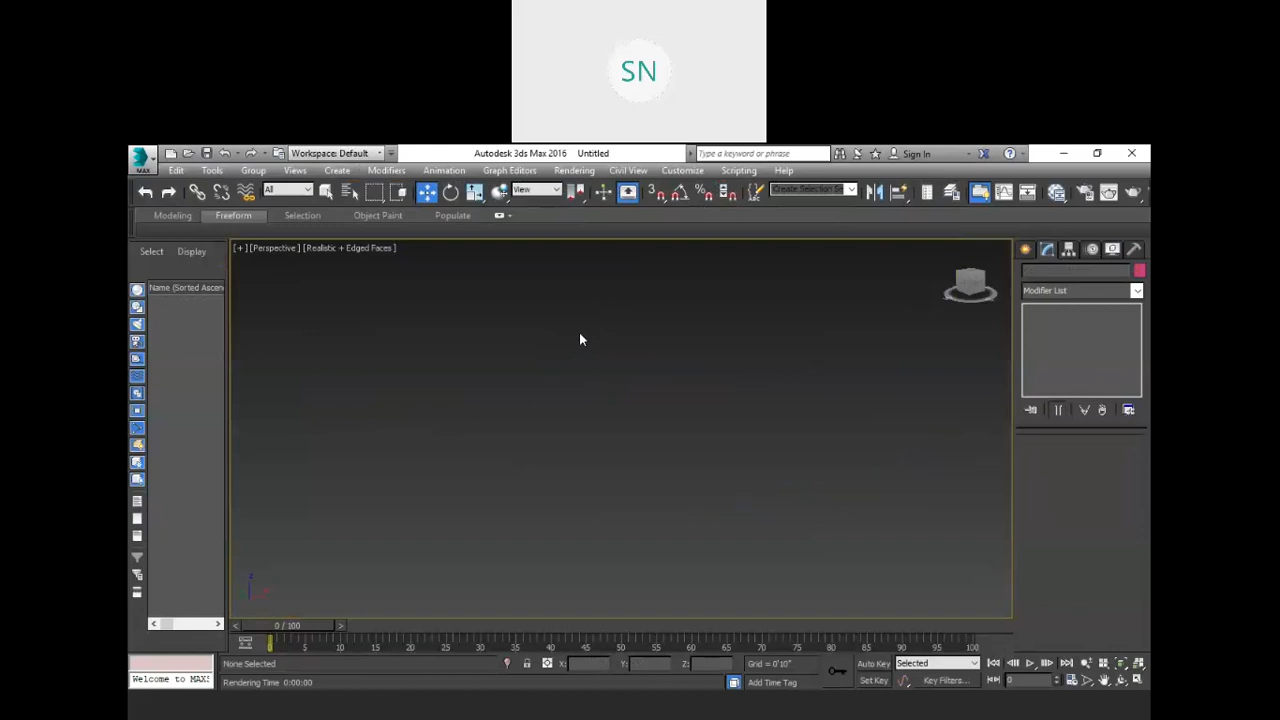 SN
Workspace: Default
Autodesk 3ds Max 2016 Untitled
Type a keyword or phrase
Sign In
MAX
Edit Tools Group Views Create Modifiers Animation Graph Editors Rendering Civil View Customize Scripting Help
All
View
Create Selection Se
Modeling Freeform Selection Object Paint Populate
[+] [Perspective] [Realistic + Edged Faces]
Select Display
Name (Sorted Ascen
Modifier List
z
0 / 100
0 5 10 15 20 25 30 35 40 45 50 55 60 65 70 75 80 85 90 95 100
None Selected
X: Y: Z:
Grid = 0'10"
Auto Key
Selected
Welcome to MAXS
Rendering Time 0:00:00
Add Time Tag
Set Key
Key Filters...
0